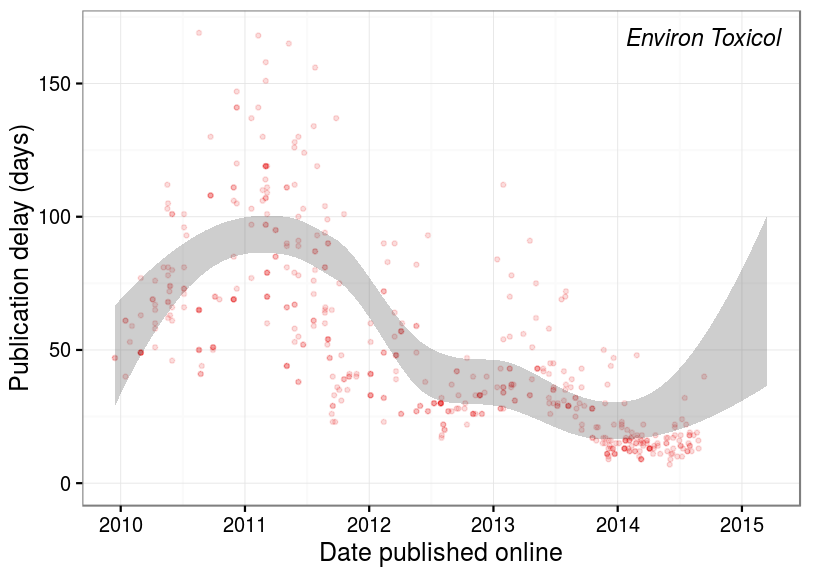 Environ Toxicol
Publication delay (days)
150
100
50
0
2010 2011 2012 2013 2014 2015
Date published online